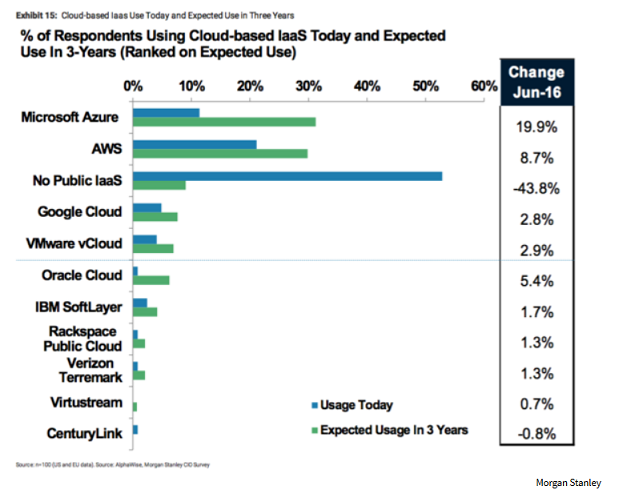 Exhibit 15: Cloud-based Iaas Use Today and Expected Use in Three Years
% of Respondents Using Cloud-based IaaS Today and Expected
Use In 3-Years (Ranked on Expected Use)
Change
Jun-16
0% 10% 20% 30% 40% 50% 60%
Microsoft Azure 19.9%
AWS 8.7%
No Public IaaS -43.8%
Google Cloud 2.8%
VMware vCloud 2.9%
Oracle Cloud 5.4%
IBM SoftLayer 1.7%
Rackspace
Public Cloud 1.3%
Verizon
Terremark 1.3%
Virtustream 0.7%
CenturyLink -0.8%
Usage Today
Expected Usage In 3 Years
Source: n=100 (US and EU data). Source: AlphaWise, Morgan Stanley CIO Survey
Morgan Stanley